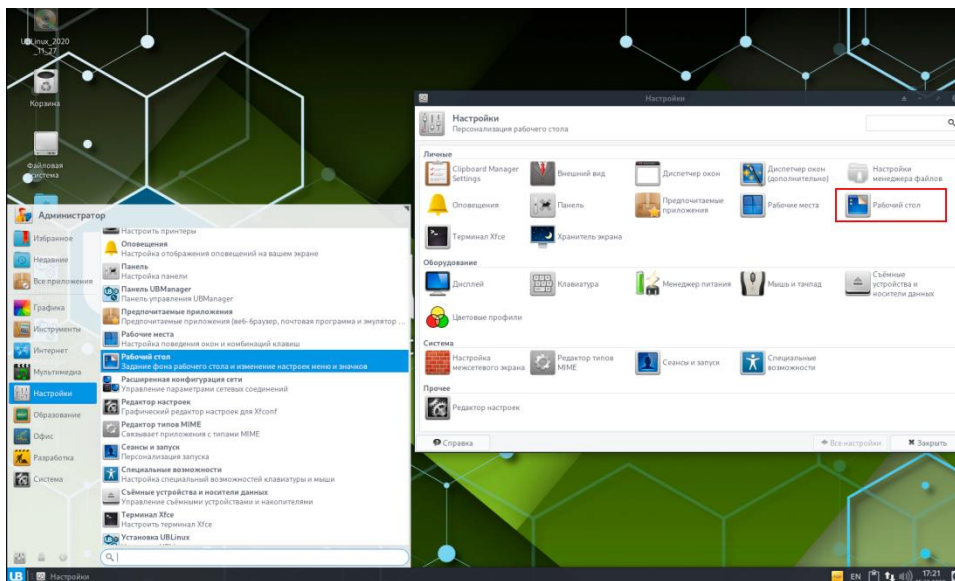 UBLinux_2020
_11_27
Корзина
Файловая
система
Администратор
Избранное
Недавние
Все приложения
Графика
Инструменты
Интернет
Мультимедиа
Настройки
Образование
Офис
Разработка
Система
Настроить принтеры
Оповещения
Настройка отображения оповещений на вашем экране
Панель
Настройка панели
Панель UBManager
Панель управления UBManager
Предпочитаемые приложения
Предпочитаемые приложения (веб-браузер, почтовая программа и эмулятор ...
Рабочие места
Настройка поведения окон и комбинаций клавиш
Рабочий стол
Задание фона рабочего стола и изменение настроек меню и значков
Расширенная конфигурация сети
Управление параметрами сетевых соединений
Редактор настроек
Графический редактор настроек для Xfconf
Редактор типов MIME
Связывает приложения с типами MIME
Сеансы и запуск
Персонализация запуска
Специальные возможности
Настройка специальный возможностей клавиатуры и мыши
Съёмные устройства и носители данных
Управление съёмными устройствами и накопителями
Терминал Xfce
Настроить терминал Xfce
Установка UBLinux
Настройки
Настройки
Персонализация рабочего стола
Личные
Clipboard Manager
Settings
Внешний вид
Диспетчер окон
Диспетчер окон
(дополнительно)
Настройки
менеджера файлов
Оповещения
Панель
Предпочитаемые
приложения
Рабочие места
Рабочий стол
Терминал Xfce
Хранитель экрана
Оборудование
Дисплей
Клавиатура
Менеджер питания
Мышь и тачпад
Съёмные
устройства и
носители данных
Цветовые профили
Система
Настройка
межсетевого экрана
Редактор типов
MIME
Сеансы и запуск
Специальные
возможности
Прочее
Редактор настроек
Справка
Все настройки
Закрыть
UB
Настройки
EN
17:21